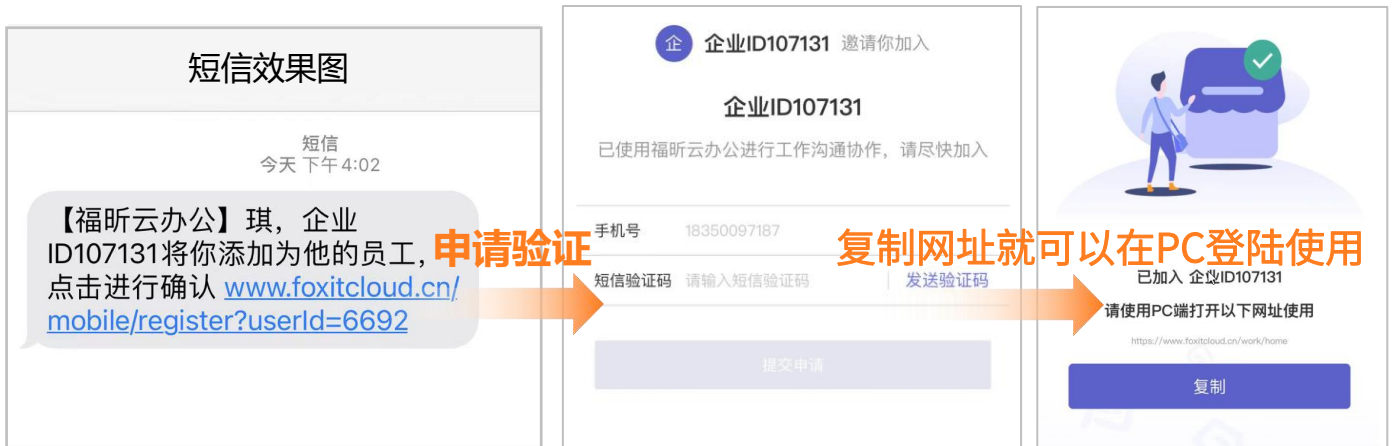 短信效果图
短信
今天 下午 4:02
【福昕云办公】琪，企业
ID107131将你添加为他的员工，
点击进行确认 www.foxitcloud.cn/
mobile/register?userId=6692
申请验证
企 企业ID107131 邀请你加入
企业ID107131
已使用福昕云办公进行工作沟通协作，请尽快加入
手机号 18350097187
短信验证码 请输入短信验证码 发送验证码
提交申请
复制网址就可以在PC登陆使用
已加入 企业ID107131
请使用PC端打开以下网址使用
https://www.foxitcloud.cn/work/home
复制